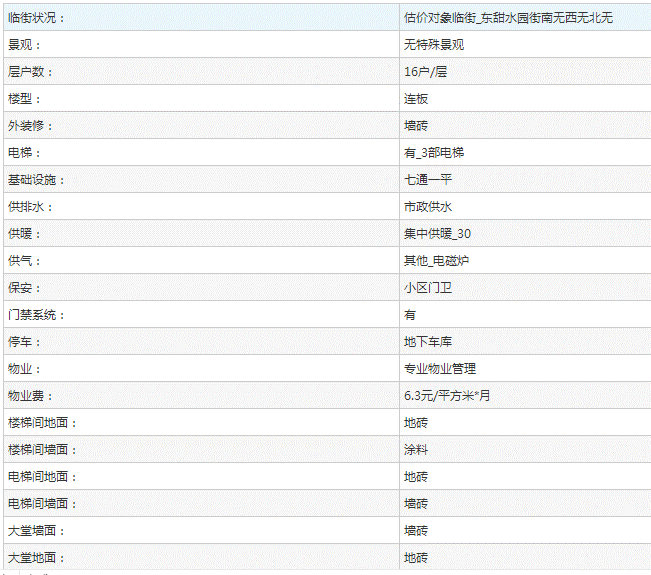 临街状况： 估价对象临街_东甜水园街南无西无北无
景观： 无特殊景观
层户数： 16户/层
楼型： 连板
外装修： 墙砖
电梯： 有_3部电梯
基础设施： 七通一平
供排水： 市政供水
供暖： 集中供暖_30
供气： 其他_电磁炉
保安： 小区门卫
门禁系统： 有
停车： 地下车库
物业： 专业物业管理
物业费： 6.3元/平方米*月
楼梯间地面： 地砖
楼梯间墙面： 涂料
电梯间地面： 地砖
电梯间墙面： 墙砖
大堂墙面： 墙砖
大堂地面： 地砖